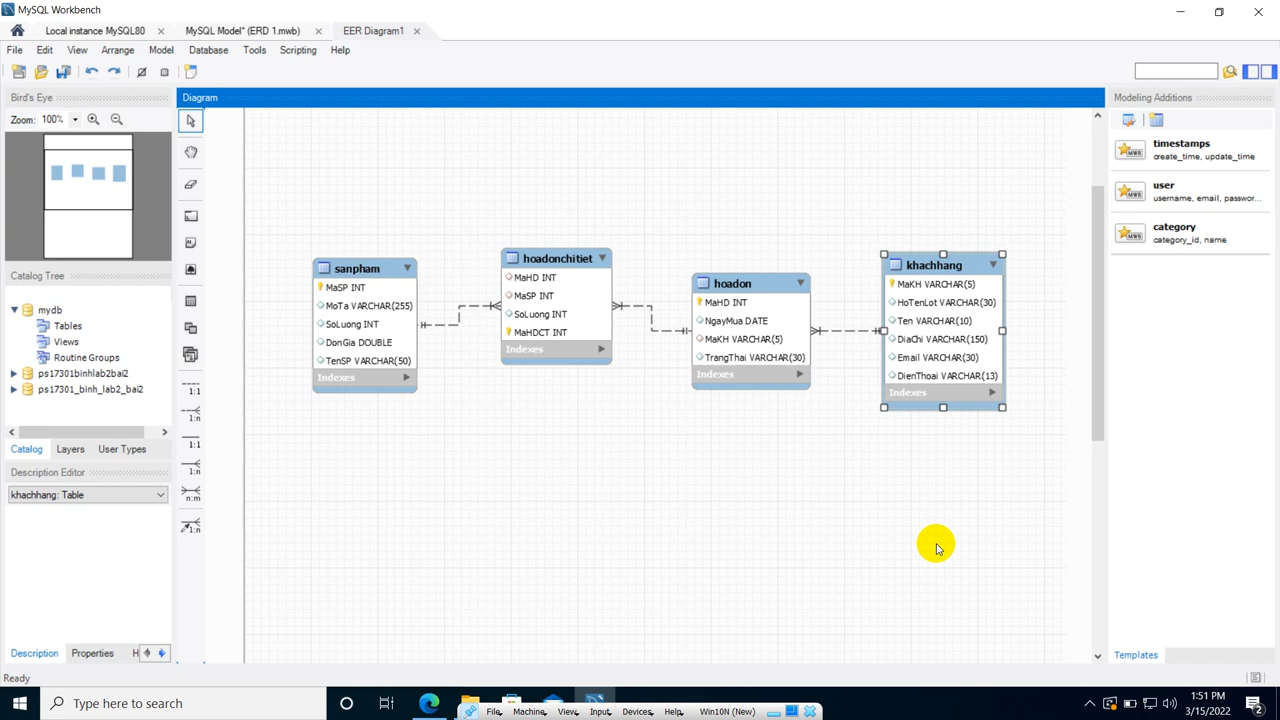 MySQL Workbench
Local instance MySQL80
MySQL Model* (ERD 1.mwb)
EER Diagram1
File Edit View Arrange Model Database Tools Scripting Help
Bird's Eye
Zoom: 100%
Catalog Tree
mydb
Tables
Views
Routine Groups
ps17301binhlab2bai2
ps17301_binh_lab2_bai2
Catalog Layers User Types
Description Editor
khachhang: Table
Description Properties H
Ready
Diagram
1:1
1:n
1:1
1:n
n:m
1:n
sanpham
MaSP INT
MoTa VARCHAR(255)
SoLuong INT
DonGia DOUBLE
TenSP VARCHAR(50)
Indexes
hoadonchitiet
MaHD INT
MaSP INT
SoLuong INT
MaHDCT INT
Indexes
hoadon
MaHD INT
NgayMua DATE
MaKH VARCHAR(5)
TrangThai VARCHAR(30)
Indexes
khachhang
MaKH VARCHAR(5)
HoTenLot VARCHAR(30)
Ten VARCHAR(10)
DiaChi VARCHAR(150)
Email VARCHAR(30)
DienThoai VARCHAR(13)
Indexes
Modeling Additions
timestamps
create_time, update_time
user
username, email, passwor...
category
category_id, name
Templates
Type here to search
File Machine View Input Devices Help Win10N (New)
1:51 PM
3/15/2022
2